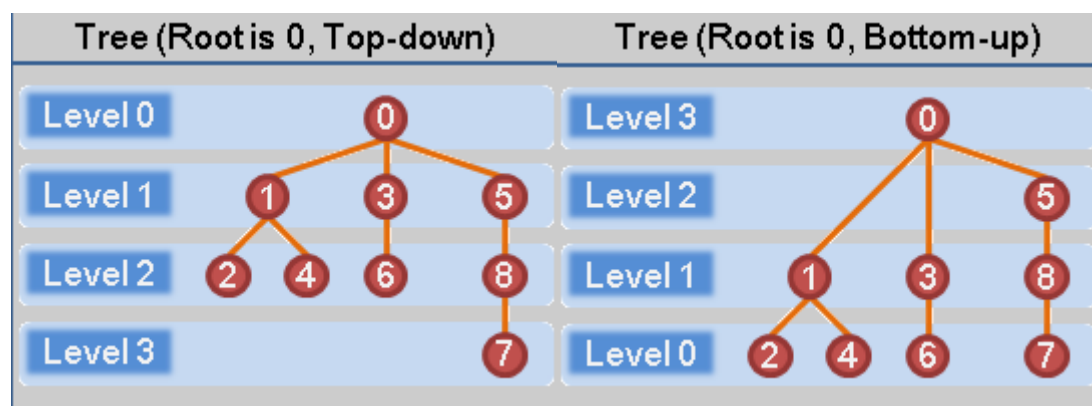 Tree (Root is 0, Top-down)
Level 0
0
Level 1
1 3 5
Level 2
2 4 6 8
Level 3
7
Tree (Root is 0, Bottom-up)
Level 3
0
Level 2
5
Level 1
1 3 8
Level 0
2 4 6 7